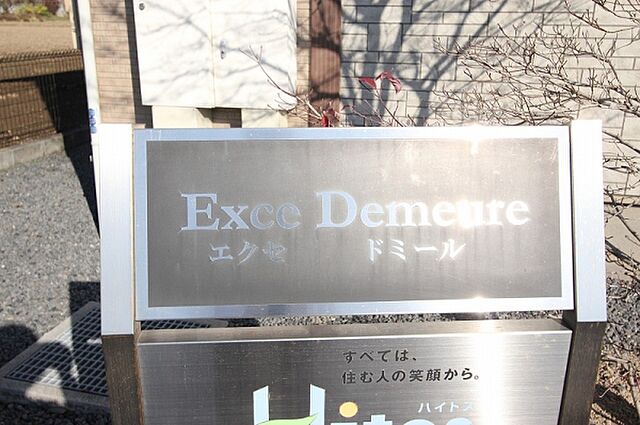 Exce Demeure
エクセ ドミール
すべては、
住む人の笑顔から。
ハイトス